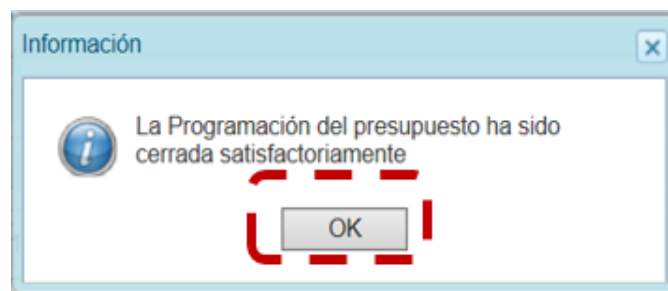 Información
La Programación del presupuesto ha sido
cerrada satisfactoriamente
OK